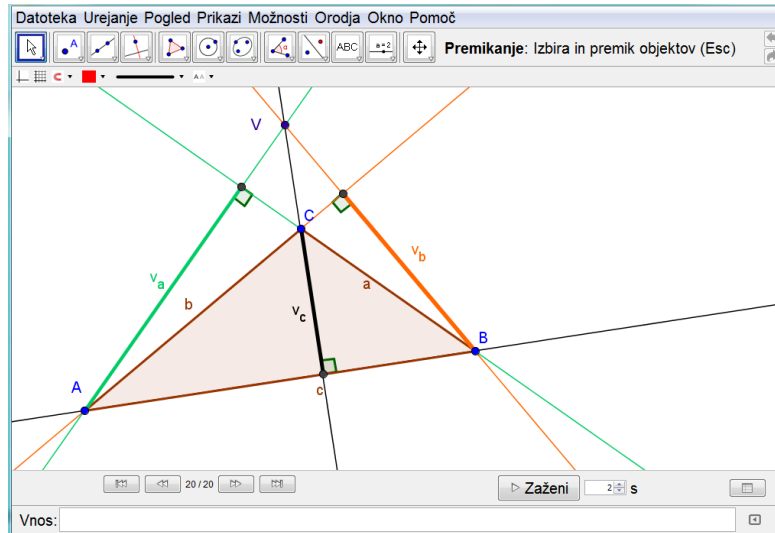 Datoteka Urejanje Pogled Prikazi Možnosti Orodja Okno Pomoč
A ABC a=2 Premikanje: Izbira in premik objektov (Esc)
AA
V
C
v_a
b
v_c
a
v_b
A
c
B
20 / 20 Zaženi 2 s
Vnos: